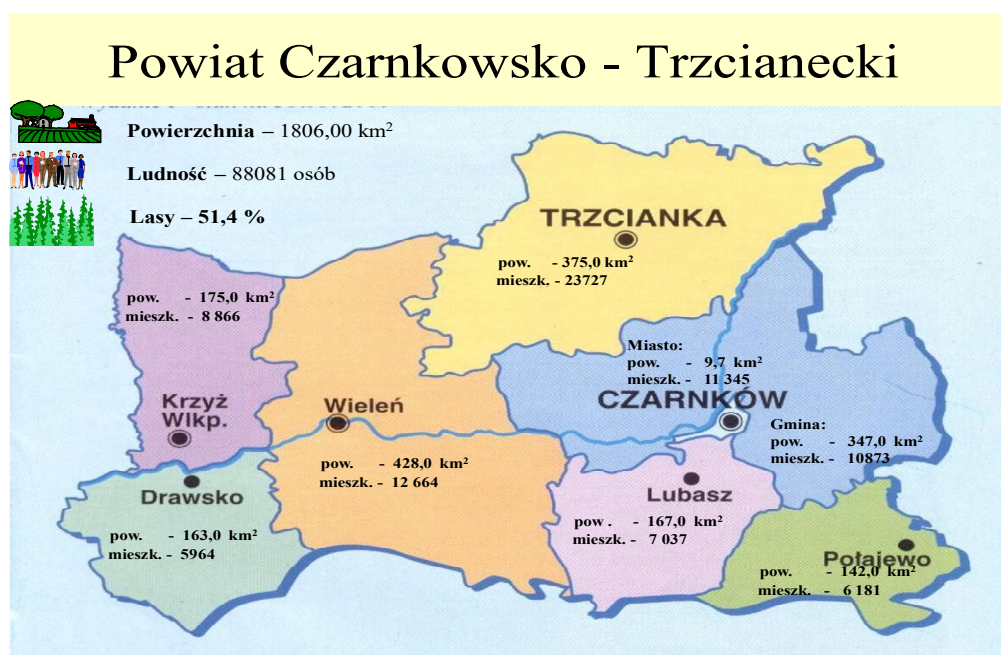 Powiat Czarnkowsko - Trzcianecki
Powierzchnia – 1806,00 km²
Ludność – 88081 osób
Lasy – 51,4 %
TRZCIANKA
pow. - 375,0 km²
mieszk. - 23727
pow. - 175,0 km²
mieszk. - 8 866
Krzyż
Wlkp.
Wieleń
pow. - 428,0 km²
mieszk. - 12 664
Miasto:
pow. - 9,7 km²
mieszk. - 11 345
CZARNKÓW
Gmina:
pow. - 347,0 km²
mieszk. - 10873
Drawsko
pow. - 163,0 km²
mieszk. - 5964
Lubasz
pow . - 167,0 km²
mieszk. - 7 037
Połajewo
pow. - 142,0 km²
mieszk. - 6 181